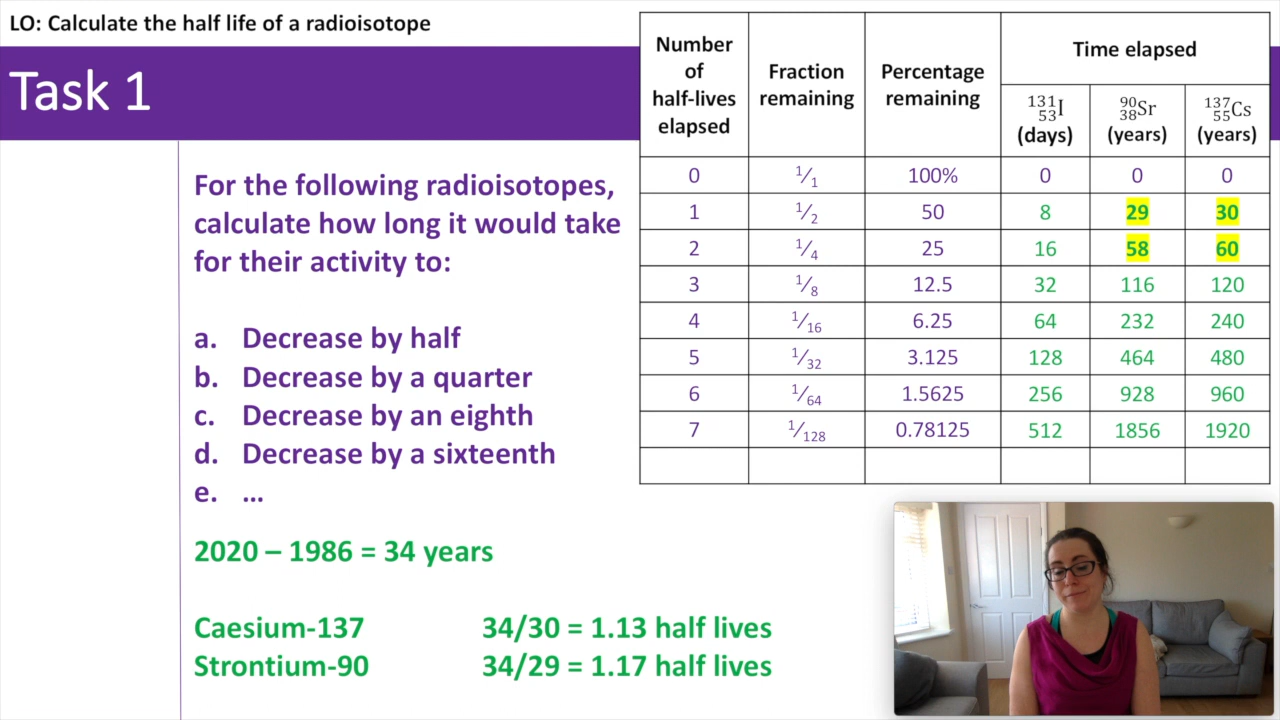 LO: Calculate the half life of a radioisotope
Task 1
For the following radioisotopes,
calculate how long it would take
for their activity to:
a. Decrease by half
b. Decrease by a quarter
c. Decrease by an eighth
d. Decrease by a sixteenth
e. ...
2020 – 1986 = 34 years
Caesium-137 34/30 = 1.13 half lives
Strontium-90 34/29 = 1.17 half lives
Number
of
half-lives
elapsed
Fraction
remaining
Percentage
remaining
Time elapsed
¹³¹₅₃I
(days)
⁹⁰₃₈Sr
(years)
¹³⁷₅₅Cs
(years)
0 1/1 100% 0 0 0
1 1/2 50 8 29 30
2 1/4 25 16 58 60
3 1/8 12.5 32 116 120
4 1/16 6.25 64 232 240
5 1/32 3.125 128 464 480
6 1/64 1.5625 256 928 960
7 1/128 0.78125 512 1856 1920